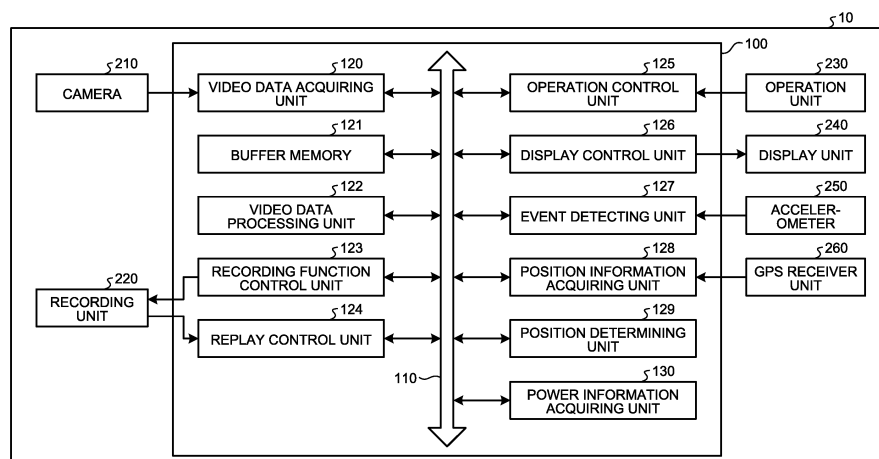 10
100
210
CAMERA
120
VIDEO DATA ACQUIRING
UNIT
125
OPERATION CONTROL
UNIT
230
OPERATION UNIT
121
BUFFER MEMORY
126
DISPLAY CONTROL UNIT
240
DISPLAY UNIT
122
VIDEO DATA
PROCESSING UNIT
127
EVENT DETECTING UNIT
250
ACCELER-
OMETER
123
RECORDING FUNCTION
CONTROL UNIT
128
POSITION INFORMATION
ACQUIRING UNIT
260
GPS RECEIVER
UNIT
220
RECORDING
UNIT
124
REPLAY CONTROL UNIT
129
POSITION DETERMINING
UNIT
110
130
POWER INFORMATION
ACQUIRING UNIT